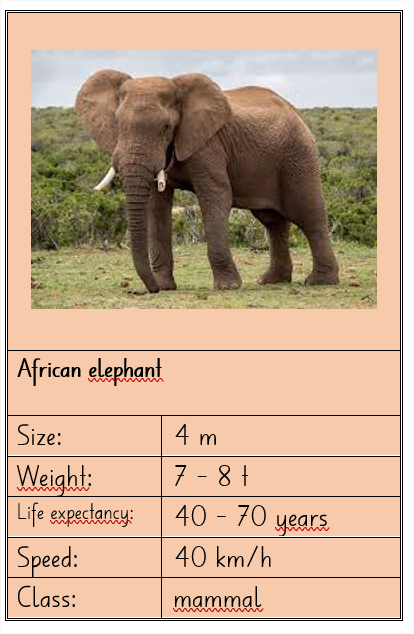 African elephant
Size: 4 m
Weight: 7 - 8 t
Life expectancy: 40 - 70 years
Speed: 40 km/h
Class: mammal